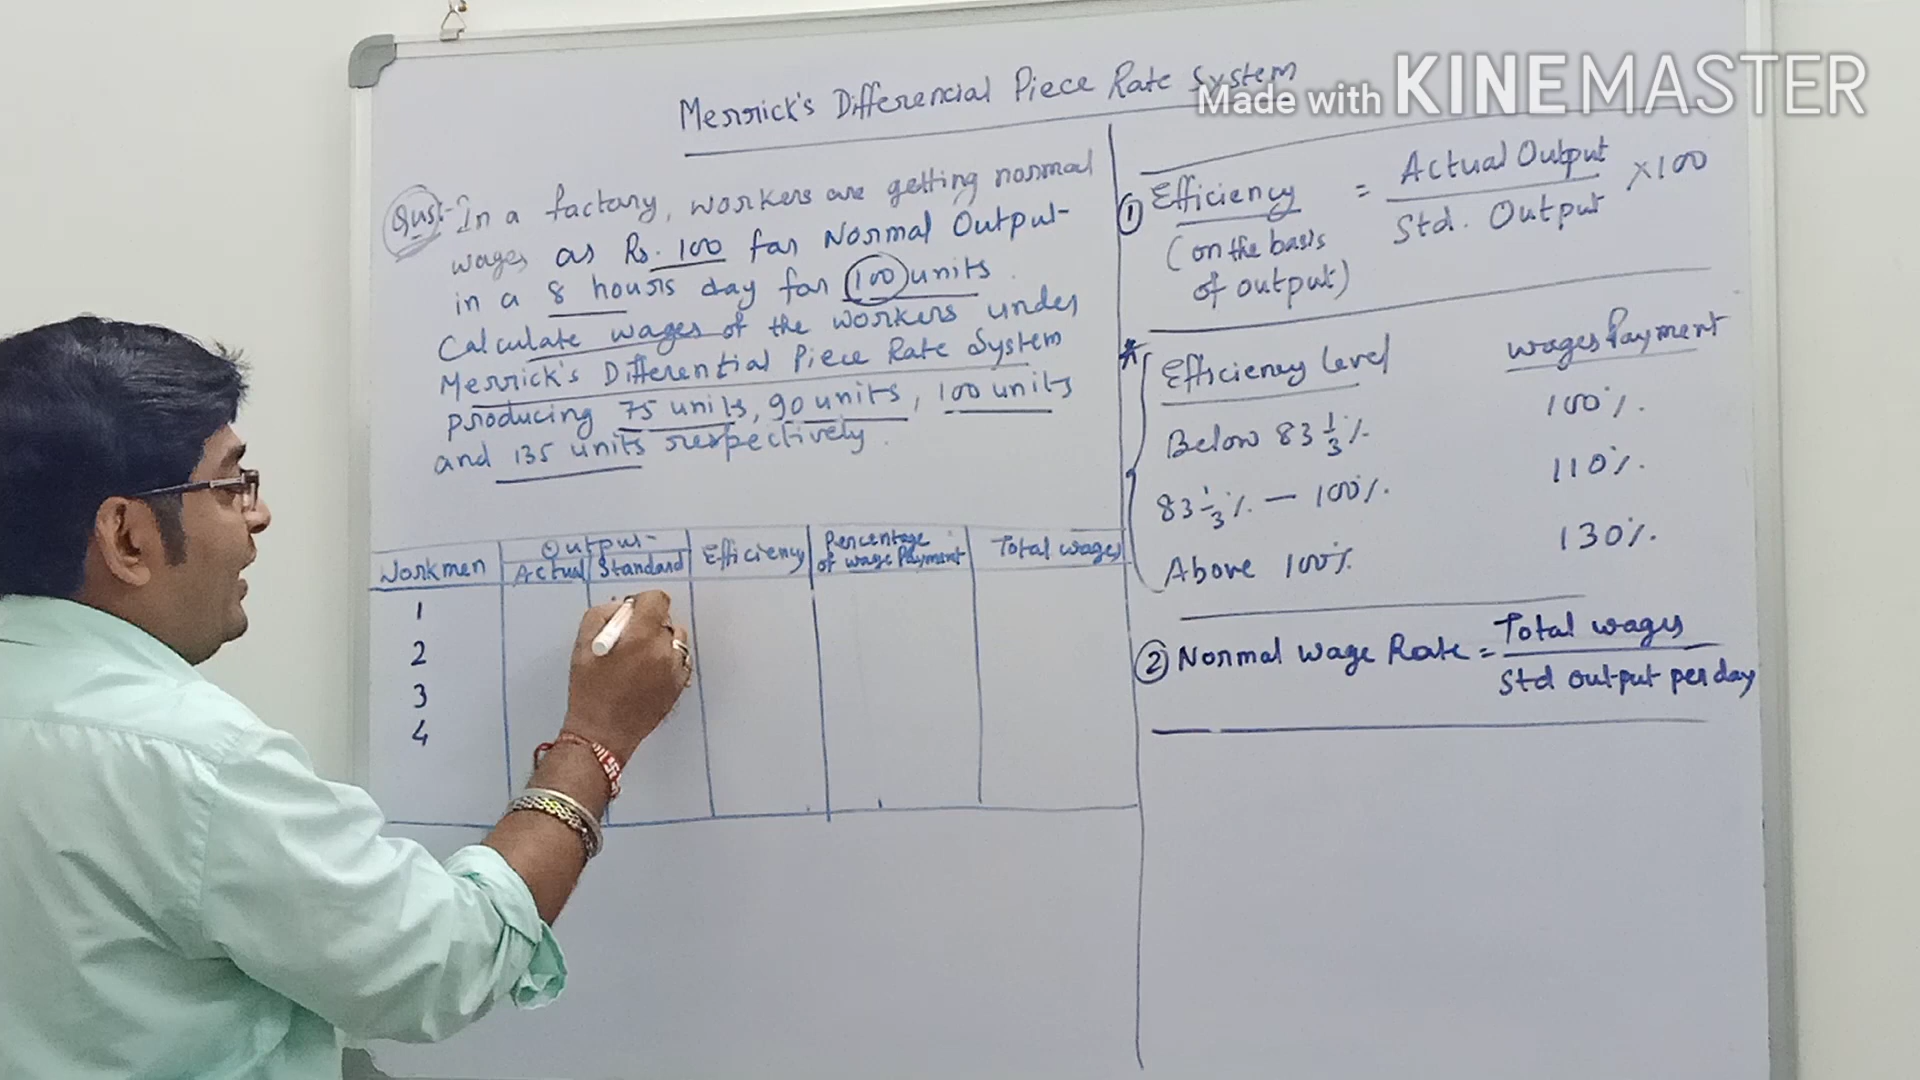 Made with KINEMASTER
Merrick's Differencial Piece Rate System
Qus:- In a factory, workers are getting normal
wages as Rs. 100 for Normal Output-
in a 8 hours day for 100 units.
Calculate wages of the workers under
Merrick's Differential Piece Rate System
producing 75 units, 90 units, 100 units
and 135 units respectively.
Workmen
Output-
Actual Standard
Efficiency
Percentage
of wage Payment
Total wages
1
2
3
4
① Efficiency = Actual Output
Std. Output × 100
(on the basis
of output)
* Efficiency Level Wages Payment
Below 83 1/3 % 100%.
83 1/3 % — 100%. 110%.
Above 100%. 130%.
② Normal Wage Rate = Total wages
Std output per day